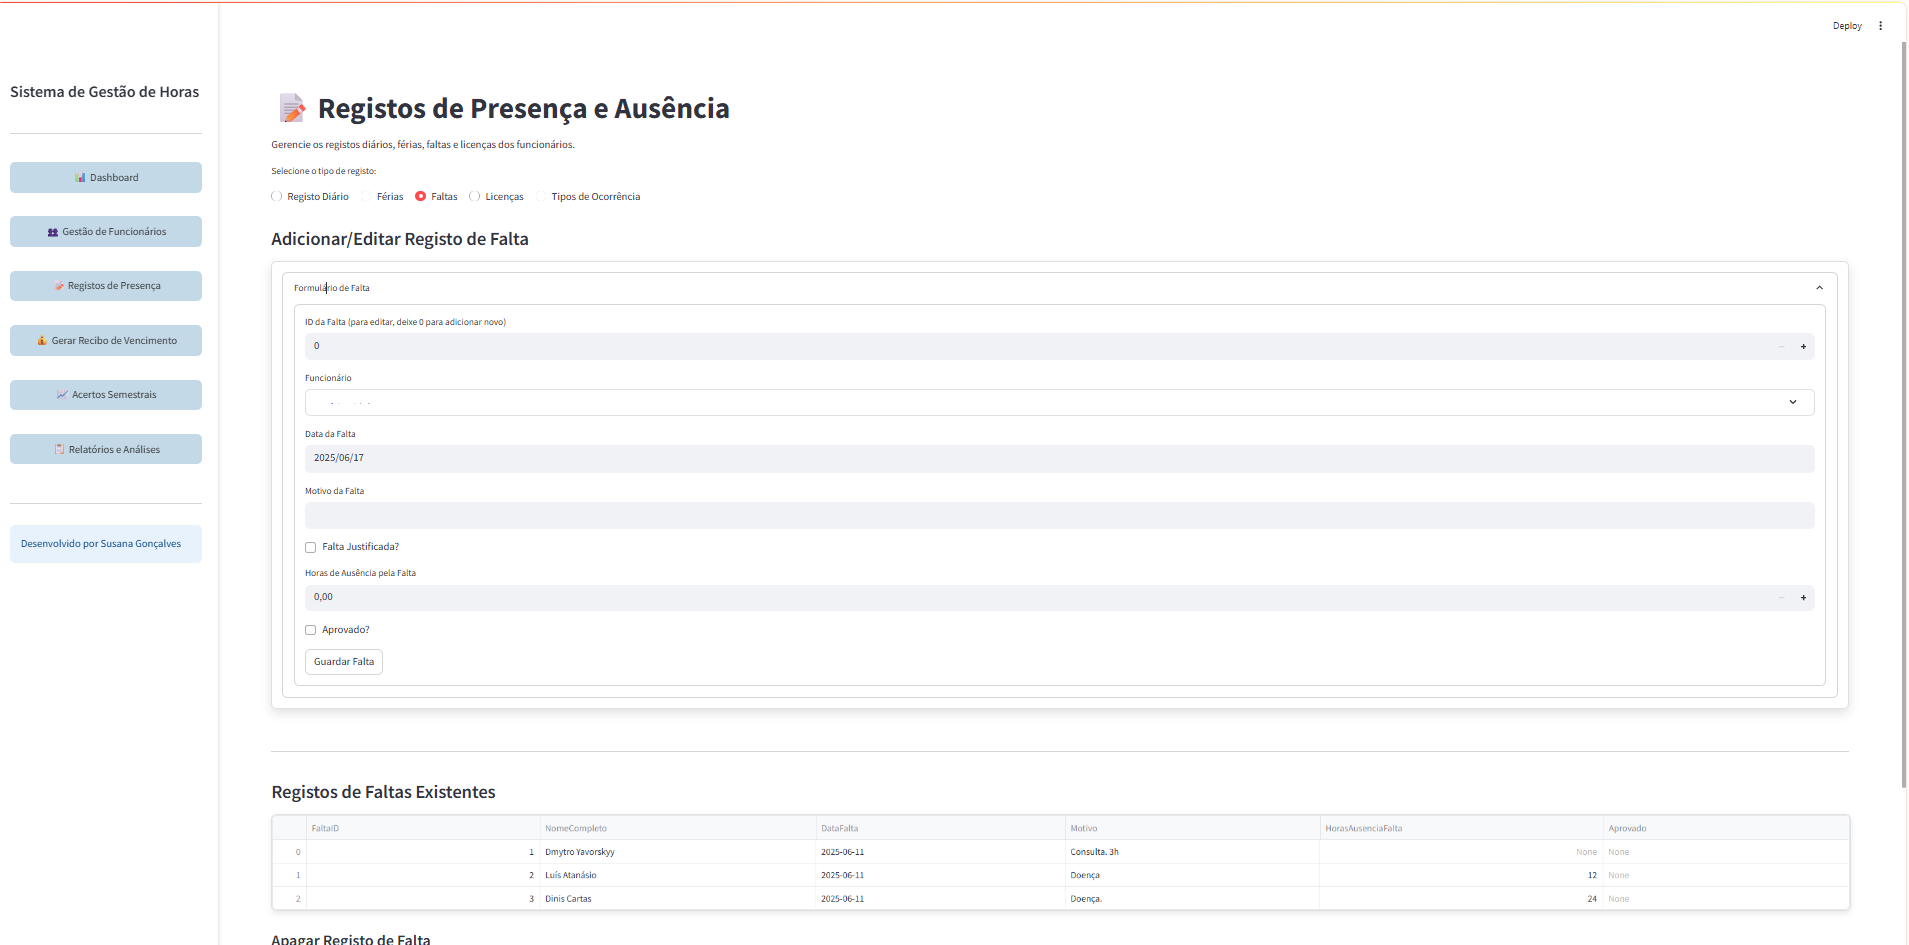 Deploy
Sistema de Gestão de Horas
Dashboard
Gestão de Funcionários
Registos de Presença
Gerar Recibo de Vencimento
Acertos Semestrais
Relatórios e Análises
Desenvolvido por Susana Gonçalves
Registos de Presença e Ausência
Gerencie os registos diários, férias, faltas e licenças dos funcionários.
Selecione o tipo de registo:
Registo Diário Férias Faltas Licenças Tipos de Ocorrência
Adicionar/Editar Registo de Falta
Formulário de Falta
ID da Falta (para editar, deixe 0 para adicionar novo)
0
Funcionário
Data da Falta
2025/06/17
Motivo da Falta
Falta Justificada?
Horas de Ausência pela Falta
0,00
Aprovado?
Guardar Falta
Registos de Faltas Existentes
FaltaID NomeCompleto DataFalta Motivo HorasAusenciaFalta Aprovado
0 1 Dmytro Yavorskyy 2025-06-11 Consulta. 3h None None
1 2 Luís Atanásio 2025-06-11 Doença 12 None
2 3 Dinis Cartas 2025-06-11 Doença. 24 None
Apagar Registo de Falta